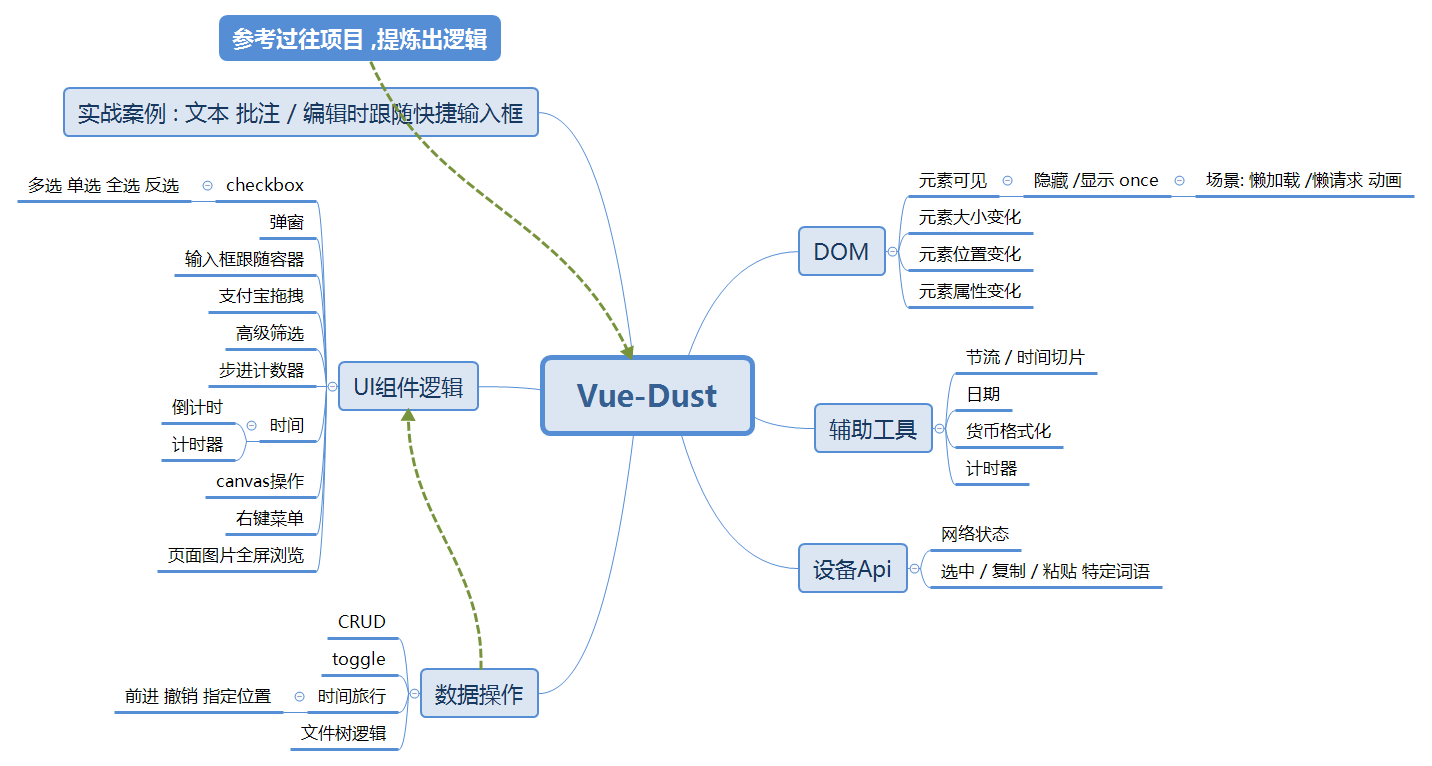 参考过往项目 ,提炼出逻辑
实战案例 : 文本 批注 / 编辑时跟随快捷输入框
多选 单选 全选 反选
checkbox
弹窗
输入框跟随容器
支付宝拖拽
高级筛选
步进计数器
倒计时
计时器
时间
canvas操作
右键菜单
页面图片全屏浏览
UI组件逻辑
CRUD
toggle
前进 撤销 指定位置
时间旅行
文件树逻辑
数据操作
Vue-Dust
DOM
元素可见
隐藏 /显示 once
场景: 懒加载 /懒请求 动画
元素大小变化
元素位置变化
元素属性变化
辅助工具
节流 / 时间切片
日期
货币格式化
计时器
设备Api
网络状态
选中 / 复制 / 粘贴 特定词语